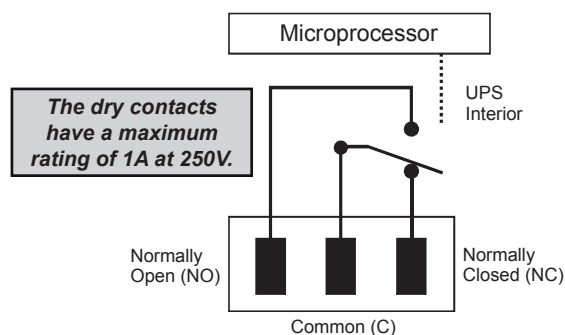 Microprocessor
The dry contacts
have a maximum
rating of 1A at 250V.
UPS
Interior
Normally
Open (NO)
Normally
Closed (NC)
Common (C)